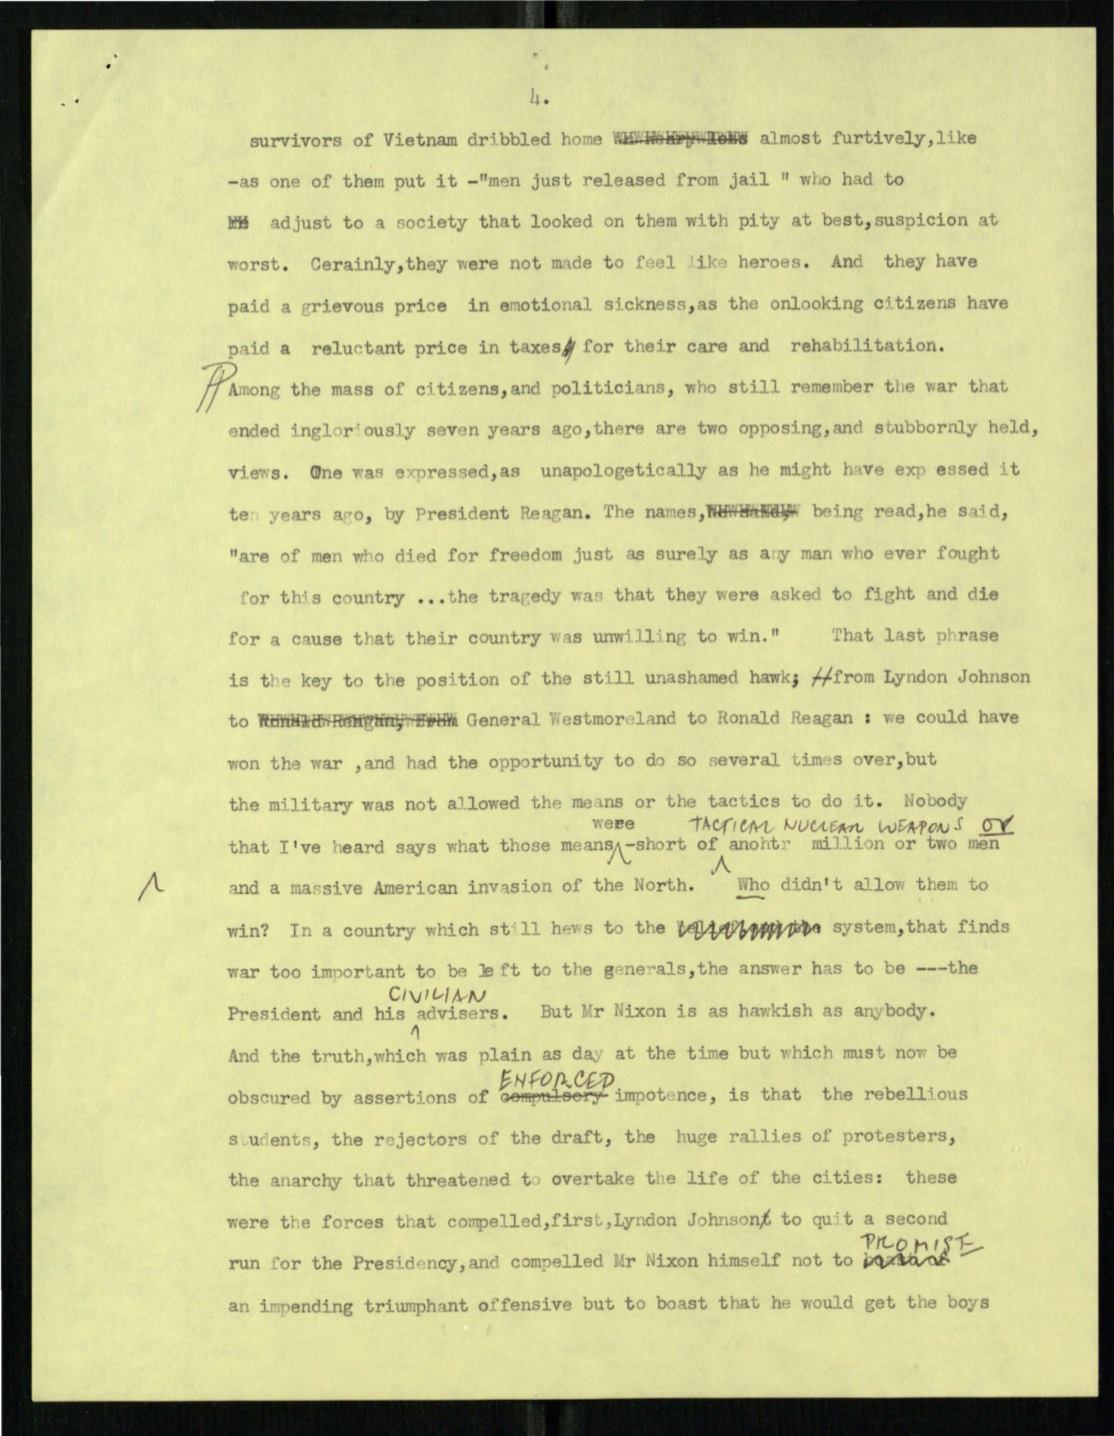 4.
survivors of Vietnam dribbled home almost furtively,like
-as one of them put it -"men just released from jail " who had to
adjust to a society that looked on them with pity at best,suspicion at
worst. Cerainly,they were not made to feel like heroes. And they have
paid a grievous price in emotional sickness,as the onlooking citizens have
paid a reluctant price in taxes for their care and rehabilitation.
Among the mass of citizens,and politicians, who still remember the war that
ended ingloriously seven years ago,there are two opposing,and stubbornly held,
views. One was expressed,as unapologetically as he might have exp essed it
ten years ago, by President Reagan. The names, being read,he said,
"are of men who died for freedom just as surely as any man who ever fought
for this country ...the tragedy was that they were asked to fight and die
for a cause that their country was unwilling to win." That last phrase
is the key to the position of the still unashamed hawk; from Lyndon Johnson
to Ronald Reagan, from General Westmoreland to Ronald Reagan : we could have
won the war ,and had the opportunity to do so several times over,but
the military was not allowed the means or the tactics to do it. Nobody
were TACTICAL NUCLEAR WEAPONS OR
that I've heard says what those means -short of anohtr million or two men
and a massive American invasion of the North. Who didn't allow them to
win? In a country which still hews to the system,that finds
war too important to be left to the generals,the answer has to be ---the
CIVILIAN
President and his advisers. But Mr Nixon is as hawkish as anybody.
And the truth,which was plain as day at the time but which must now be
ENFORCED
obscured by assertions of compulsory impotence, is that the rebellious
students, the rejectors of the draft, the huge rallies of protesters,
the anarchy that threatened to overtake the life of the cities: these
were the forces that compelled,first,Lyndon Johnson to quit a second
PROMISE
run for the Presidency,and compelled Mr Nixon himself not to
an impending triumphant offensive but to boast that he would get the boys